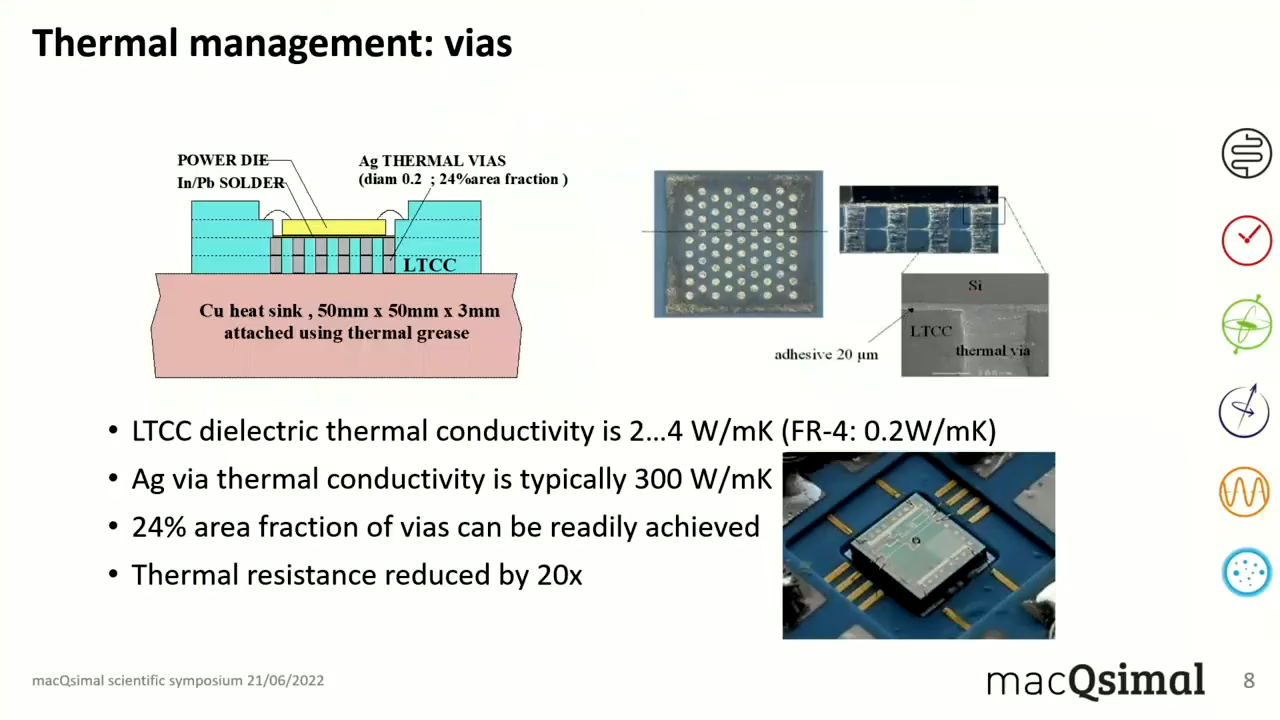 Thermal management: vias
POWER DIE
In/Pb SOLDER
Ag THERMAL VIAS
(diam 0.2 ; 24%area fraction )
LTCC
Cu heat sink , 50mm x 50mm x 3mm
attached using thermal grease
Si
LTCC
thermal via
adhesive 20 µm
• LTCC dielectric thermal conductivity is 2…4 W/mK (FR-4: 0.2W/mK)
• Ag via thermal conductivity is typically 300 W/mK
• 24% area fraction of vias can be readily achieved
• Thermal resistance reduced by 20x
macQsimal scientific symposium 21/06/2022
macQsimal
8